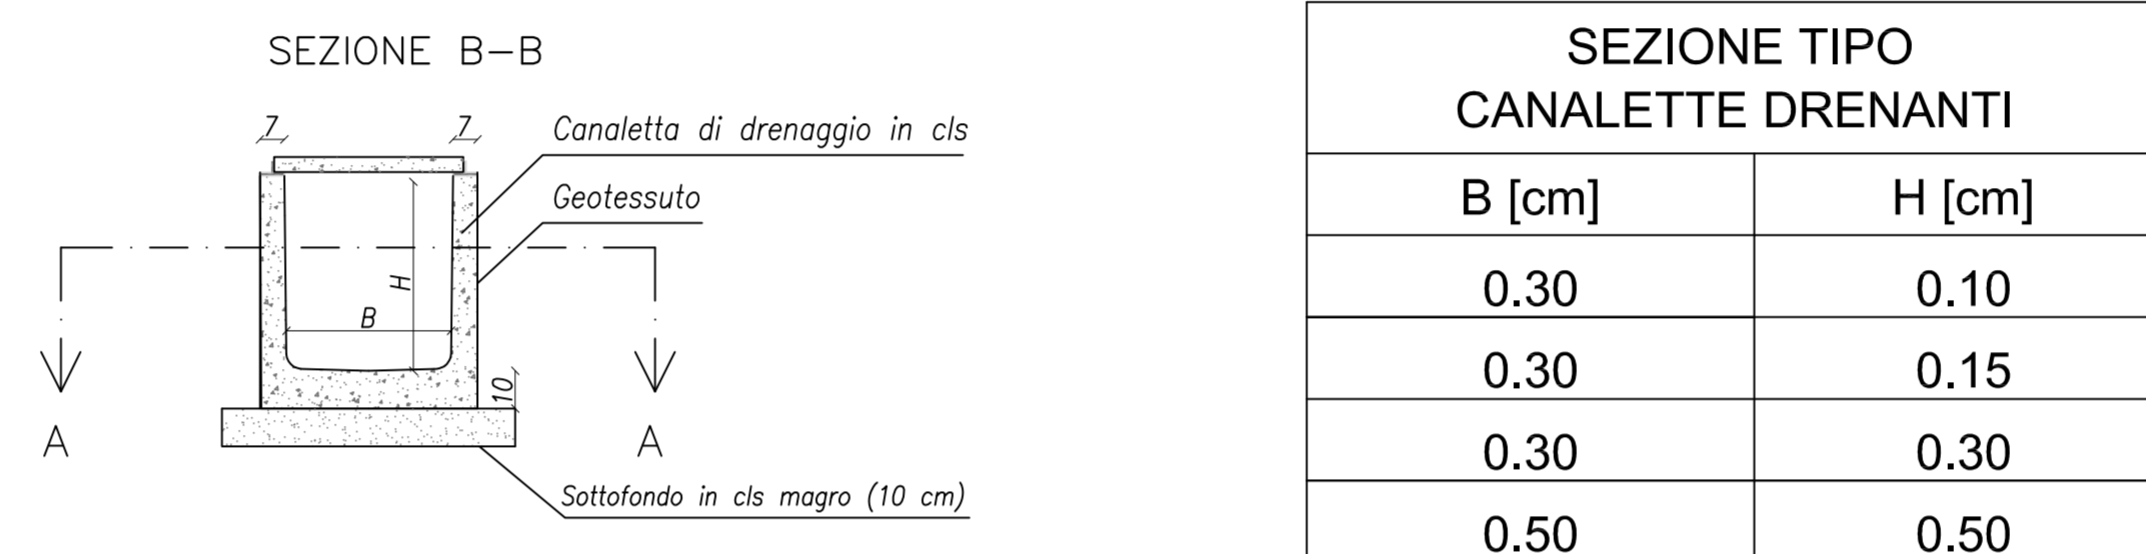 SEZIONE B-B
7 7
Canaletta di drenaggio in cls
Geotessuto
H
B
10
A A
Sottofondo in cls magro (10 cm)
SEZIONE TIPO
CANALETTE DRENANTI
B [cm] H [cm]
0.30 0.10
0.30 0.15
0.30 0.30
0.50 0.50